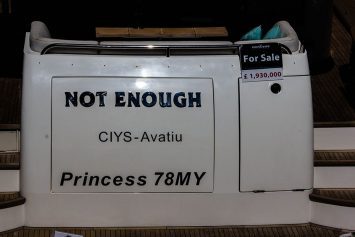 For Sale
£ 1,930,000
NOT ENOUGH
CIYS-Avatiu
Princess 78MY